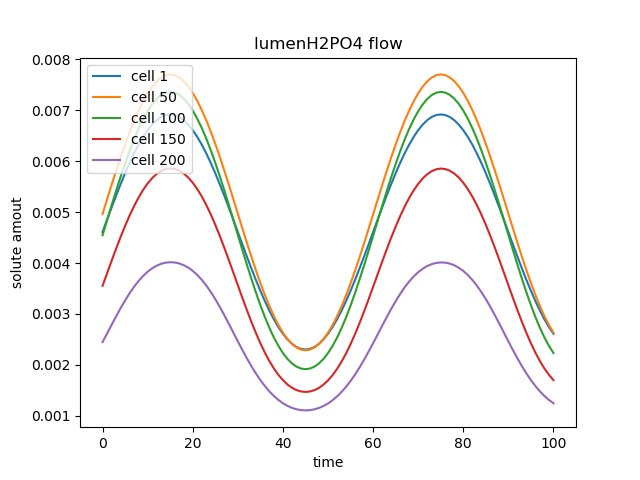 lumenH2PO4 flow
0.008
0.007
0.006
0.005
0.004
0.003
0.002
0.001
solute amout
cell 1
cell 50
cell 100
cell 150
cell 200
0 20 40 60 80 100
time